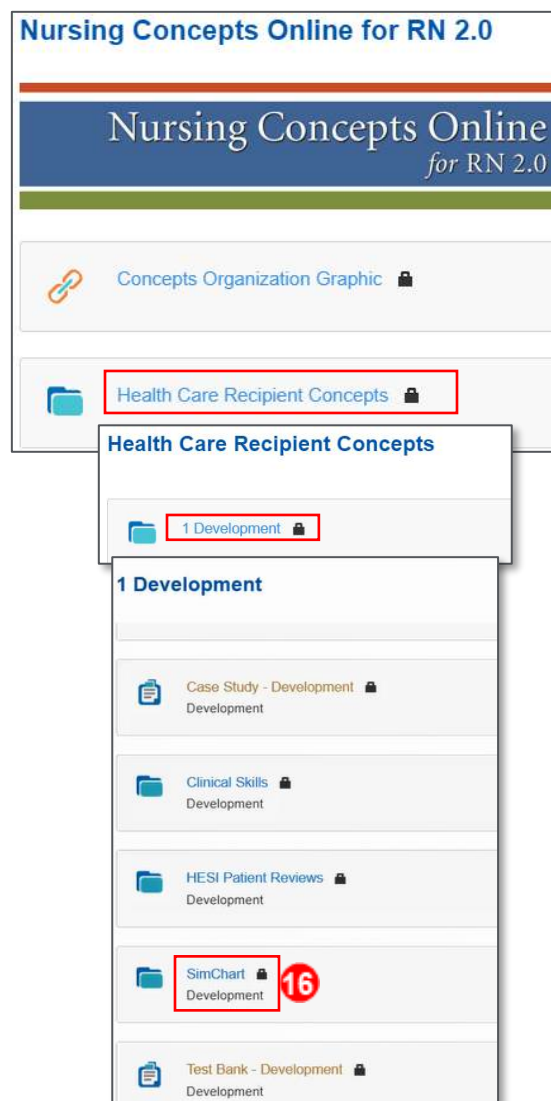 Nursing Concepts Online for RN 2.0
Nursing Concepts Online
for RN 2.0
Concepts Organization Graphic
Health Care Recipient Concepts
Health Care Recipient Concepts
1 Development
1 Development
Case Study - Development
Development
Clinical Skills
Development
HESI Patient Reviews
Development
SimChart
Development
16
Test Bank - Development
Development